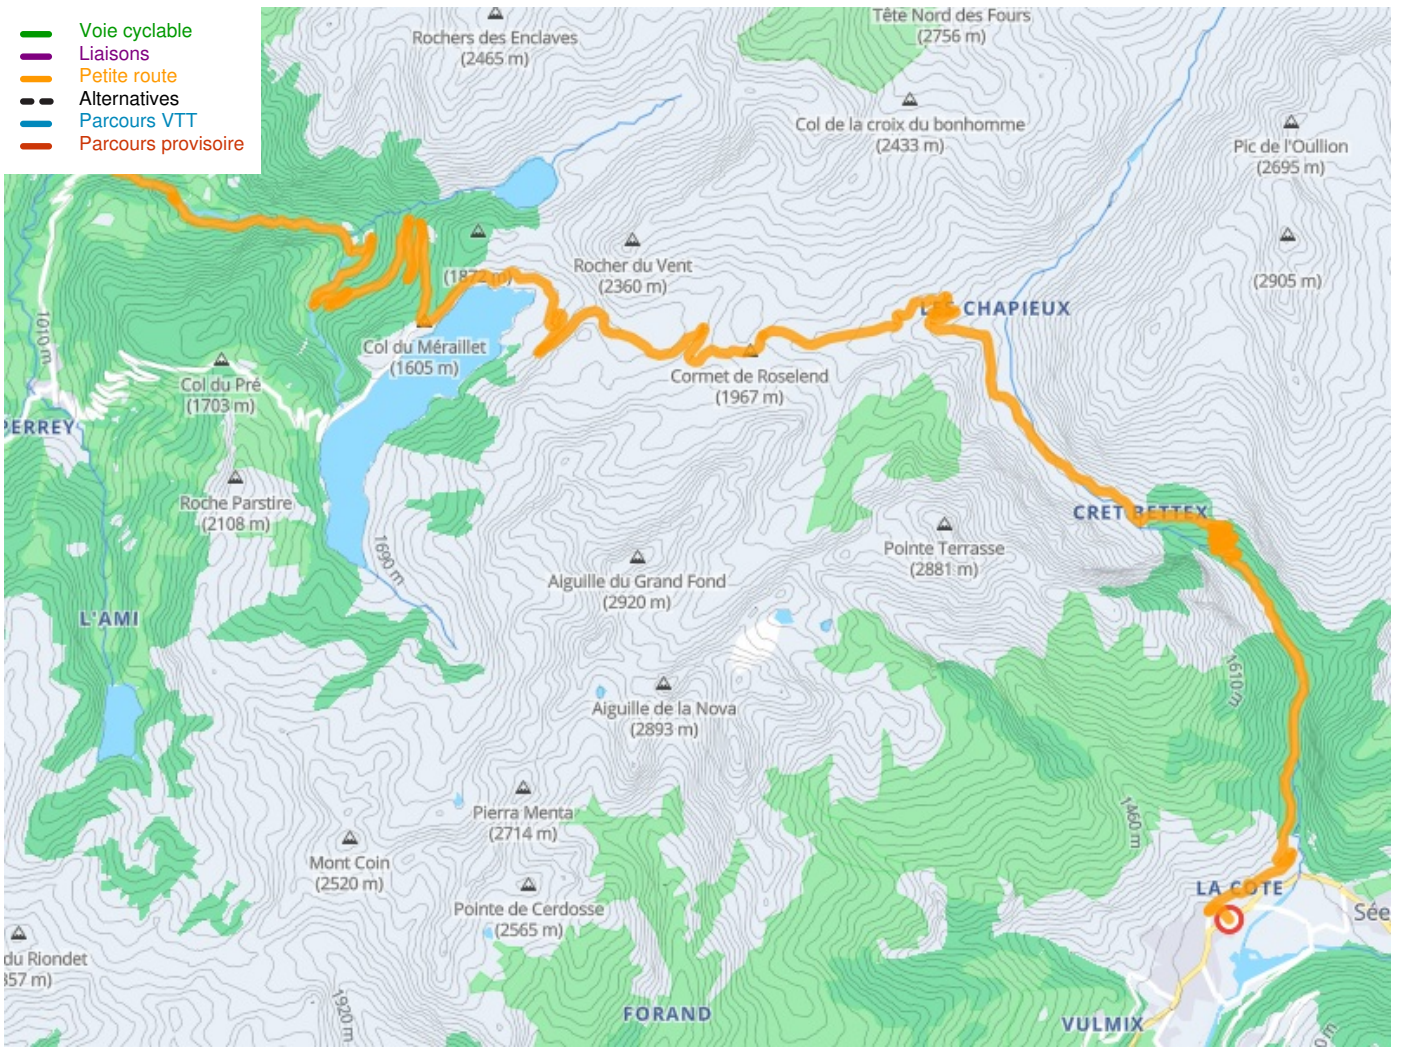 Voie cyclable
Liaisons
Petite route
Alternatives
Parcours VTT
Parcours provisoire
Rochers des Enclaves
(2465 m)
Tête Nord des Fours
(2756 m)
Col de la croix du bonhomme
(2433 m)
Pic de l'Oullion
(2695 m)
(2905 m)
(1872 m)
Rocher du Vent
(2360 m)
LES CHAPIEUX
1010 m
Col du Méraillet
(1605 m)
Col du Pré
(1703 m)
Cormet de Roselend
(1967 m)
PERREY
Roche Parstire
(2108 m)
CRET BETTEX
Pointe Terrasse
(2881 m)
1690 m
Aiguille du Grand Fond
(2920 m)
L'AMI
1610 m
Aiguille de la Nova
(2893 m)
Pierra Menta
(2714 m)
1460 m
Mont Coin
(2520 m)
LA COTE
Pointe de Cerdosse
(2565 m)
Sée
du Riondet
357 m)
1920 m
FORAND
VULMIX
0 m